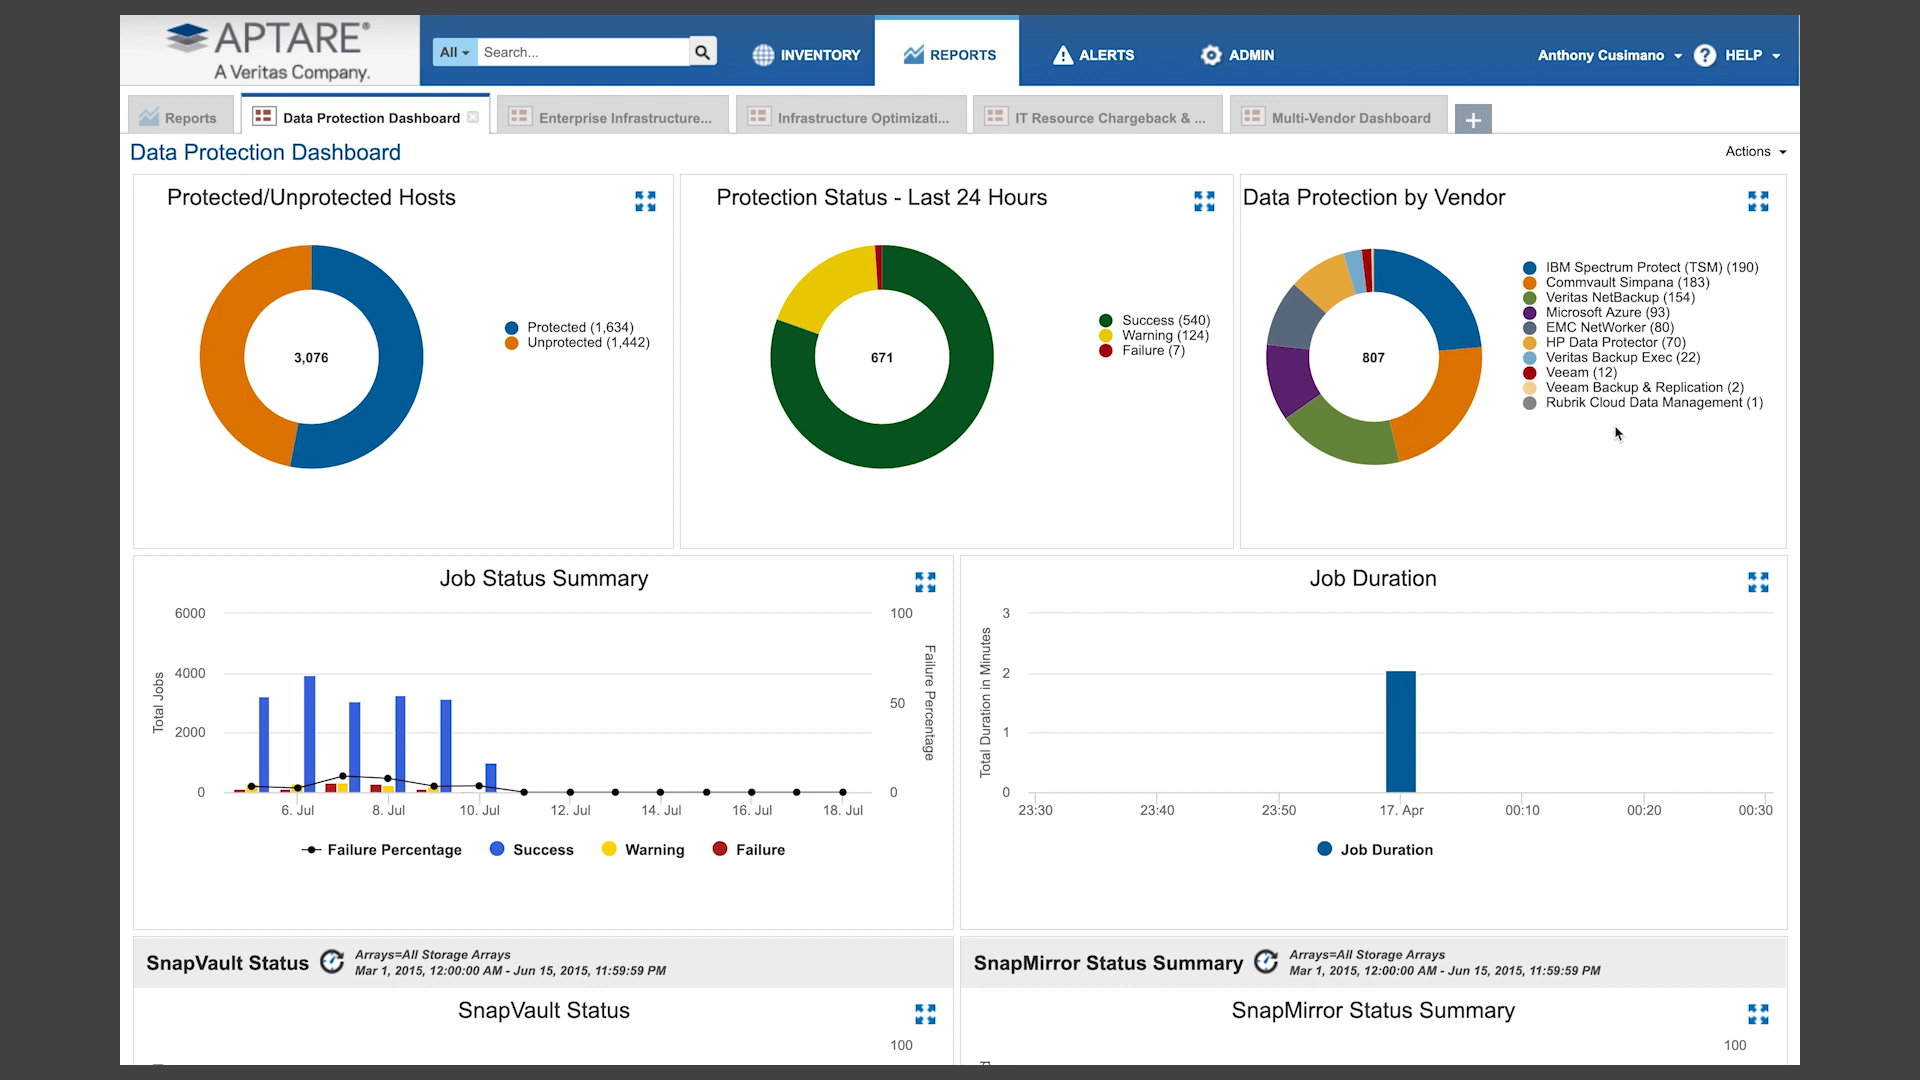 APTARE®
A Veritas Company.
All
Search...
INVENTORY
REPORTS
ALERTS
ADMIN
Anthony Cusimano
? HELP
Reports
Data Protection Dashboard
Enterprise Infrastructure...
Infrastructure Optimizati...
IT Resource Chargeback & ...
Multi-Vendor Dashboard
+
Data Protection Dashboard
Actions
Protected/Unprotected Hosts
3,076
Protected (1,634)
Unprotected (1,442)
Protection Status - Last 24 Hours
671
Success (540)
Warning (124)
Failure (7)
Data Protection by Vendor
807
IBM Spectrum Protect (TSM) (190)
Commvault Simpana (183)
Veritas NetBackup (154)
Microsoft Azure (93)
EMC NetWorker (80)
HP Data Protector (70)
Veritas Backup Exec (22)
Veeam (12)
Veeam Backup & Replication (2)
Rubrik Cloud Data Management (1)
Job Status Summary
Total Jobs
6000
4000
2000
0
100
50
0
Failure Percentage
6. Jul
8. Jul
10. Jul
12. Jul
14. Jul
16. Jul
18. Jul
Failure Percentage
Success
Warning
Failure
Job Duration
Total Duration in Minutes
3
2
1
0
23:30
23:40
23:50
17. Apr
00:10
00:20
00:30
Job Duration
SnapVault Status
Arrays=All Storage Arrays
Mar 1, 2015, 12:00:00 AM - Jun 15, 2015, 11:59:59 PM
SnapVault Status
100
SnapMirror Status Summary
Arrays=All Storage Arrays
Mar 1, 2015, 12:00:00 AM - Jun 15, 2015, 11:59:59 PM
SnapMirror Status Summary
100